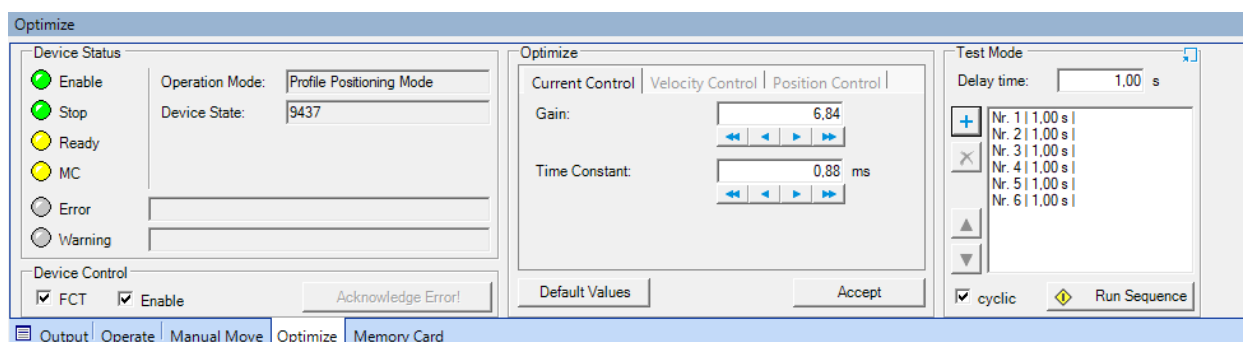 Optimize
Device Status
Enable
Operation Mode:
Profile Positioning Mode
Stop
Device State:
9437
Ready
MC
Error
Warning
Device Control
FCT
Enable
Acknowledge Error!
Optimize
Current Control
Velocity Control
Position Control
Gain:
6,84
Time Constant:
0,88 ms
Default Values
Accept
Test Mode
Delay time:
1,00 s
Nr. 1 | 1,00 s |
Nr. 2 | 1,00 s |
Nr. 3 | 1,00 s |
Nr. 4 | 1,00 s |
Nr. 5 | 1,00 s |
Nr. 6 | 1,00 s |
cyclic
Run Sequence
Output
Operate
Manual Move
Optimize
Memory Card